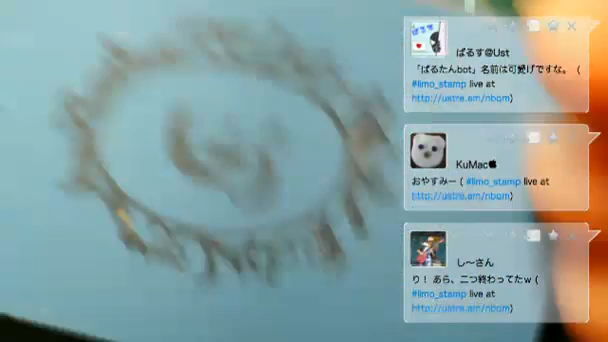 ぱるす@Ust
「ぱるたんbot」名前は可愛げですな。 (
#limo_stamp live at
http://ustre.am/nbqm)
KuMac
おやすみー ( #limo_stamp live at
http://ustre.am/nbqm)
し〜さん
り！ あら、二つ終わってたw (
#limo_stamp live at
http://ustre.am/nbqm)